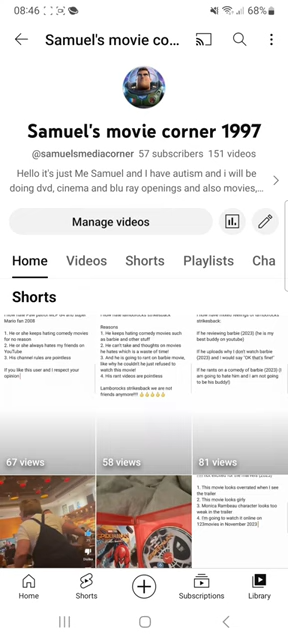 08:46
68%
Samuel's movie co...
Samuel's movie corner 1997
@samuelsmediacorner 57 subscribers 151 videos
Hello it's just Me Samuel and I have autism and i will be
doing dvd, cinema and blu ray openings and also movies,...
Manage videos
Home
Videos
Shorts
Playlists
Cha
Shorts
fan 2008
1. He or she keeps hating comedy movies
for no reason
2. He or she always hates my friends on
YouTube
3. His channel rules are pointless
If you like this user and I respect your
opinion
67 views
Reasons
1. He keeps hating comedy movies such
as barbie and other stuff
2. He can't take and thoughts on movies
he hates which is a waste of time!
3. And he is going to rant on barbie movie,
like why he couldn't be just refused to
watch this movie!
4. His rant videos are pointless
Lamborocks strikesback we are not
friends anymore!!!
58 views
strikesback:
If he reviewing barbie (2023) (he is my
best buddy on youtube)
If he uploads why I don't watch barbie
(2023) and I would say "OK that's fine!"
If he rants on a comedy of barbie (2023) (I
am going to bate him and I am not going
to be his buddy!)
81 views
Dislike
1. This movie looks overrated when I see
the trailer
2. This movie looks girly
3. Monica Rambeau character looks too
weak in the trailer
4. I'm going to watch it online on
123movies in November 2023
Home
Shorts
Subscriptions
Library